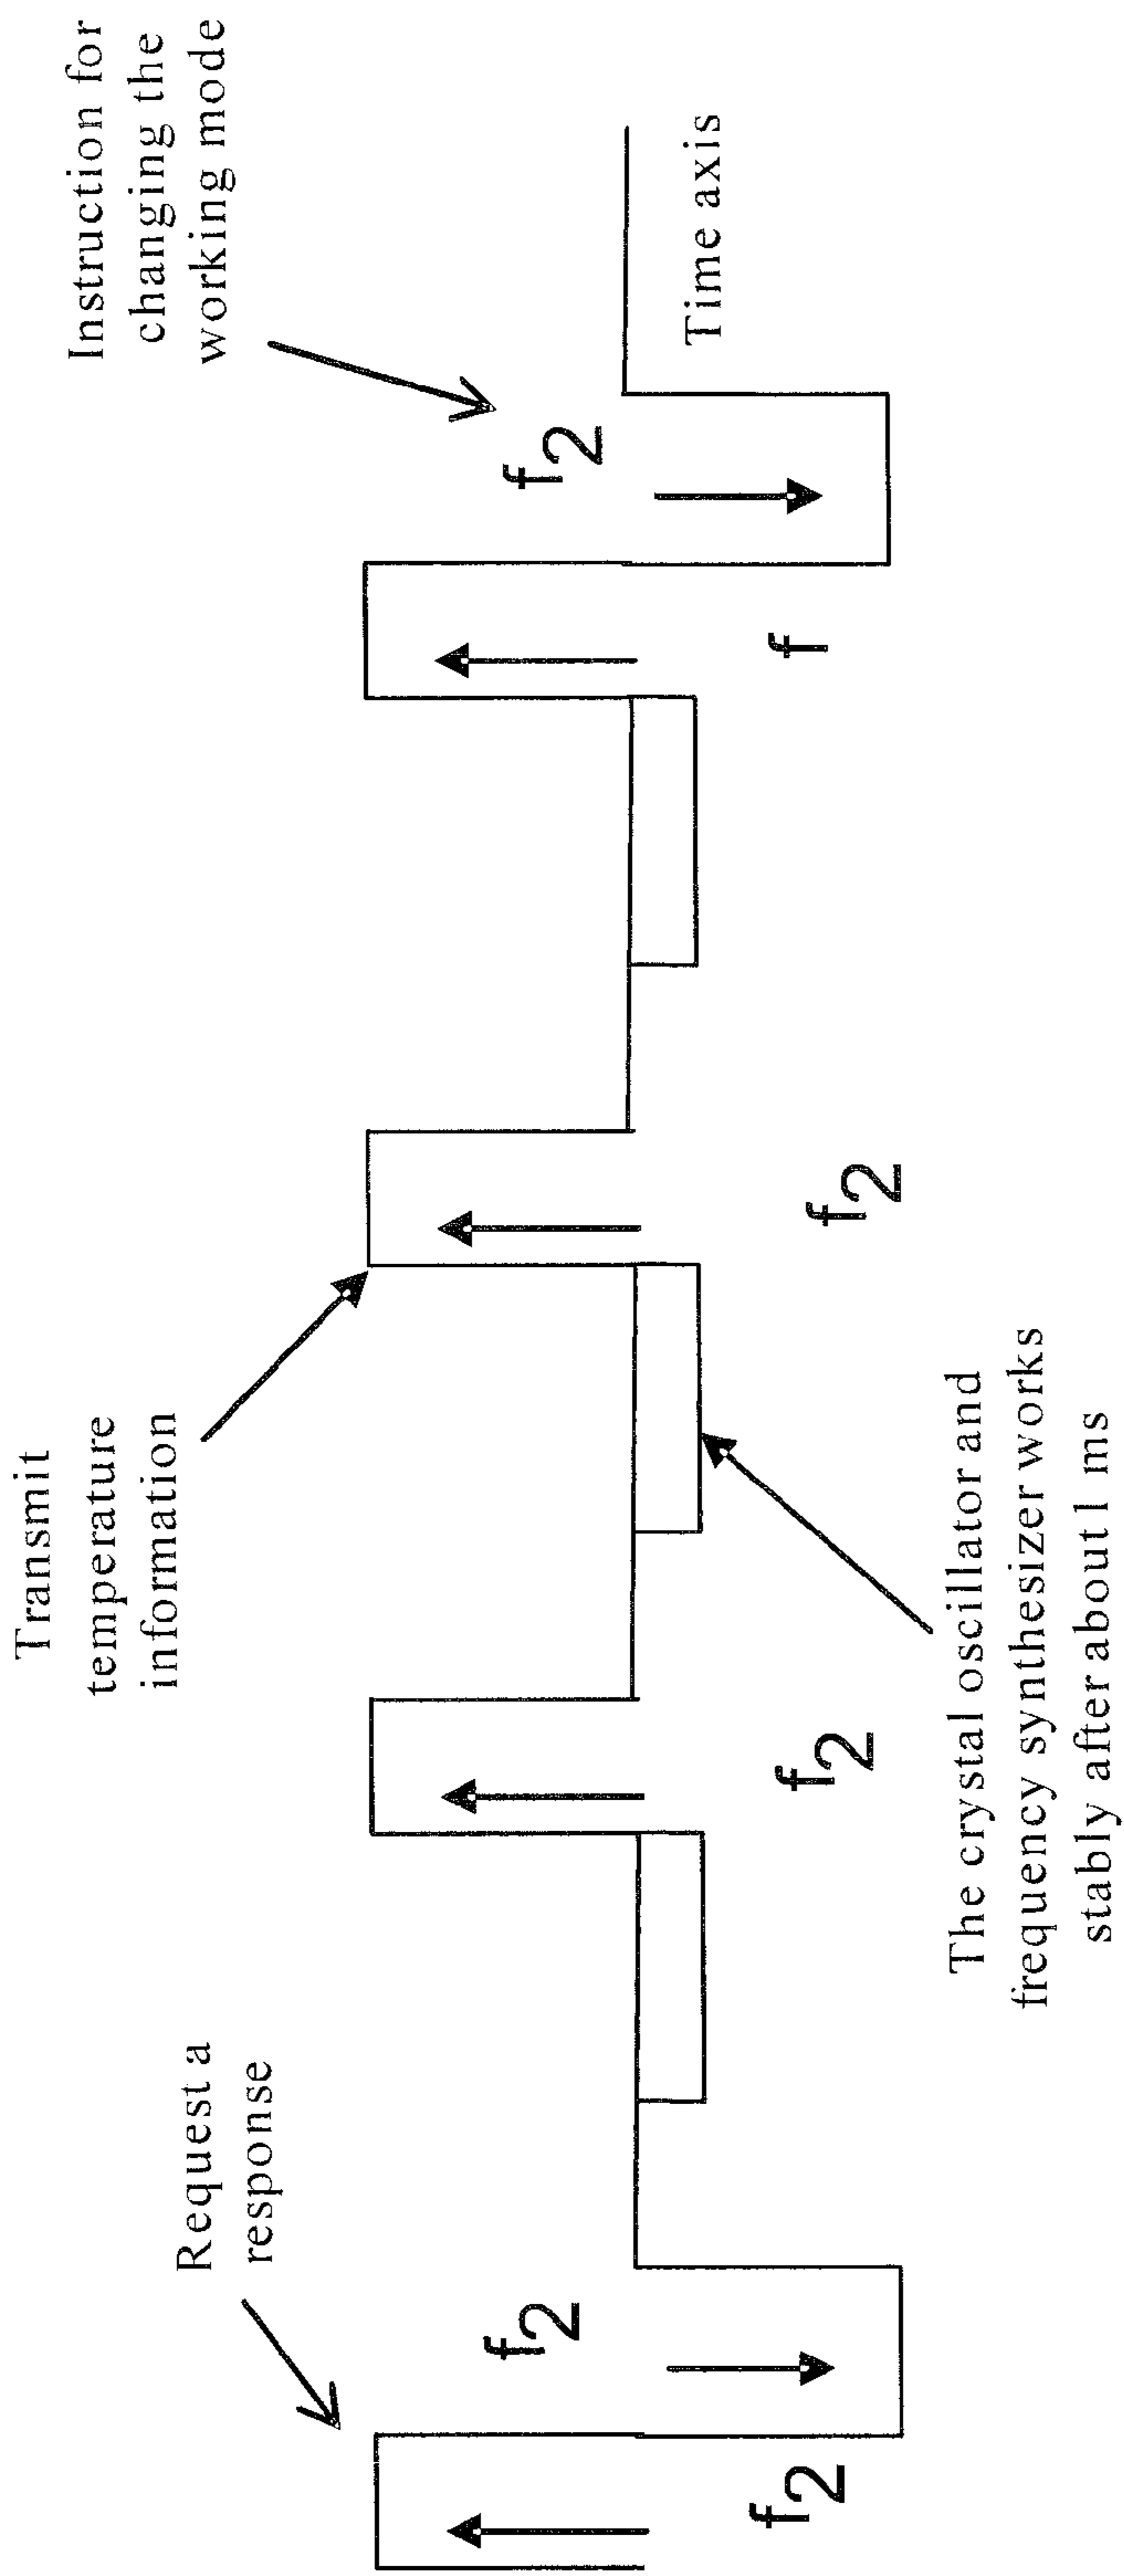 Request a
response
Transmit
temperature
information
Instruction for
changing the
working mode
f2
f2
Time axis
f2
f2
f2
f
The crystal oscillator and
frequency synthesizer works
stably after about 1 ms